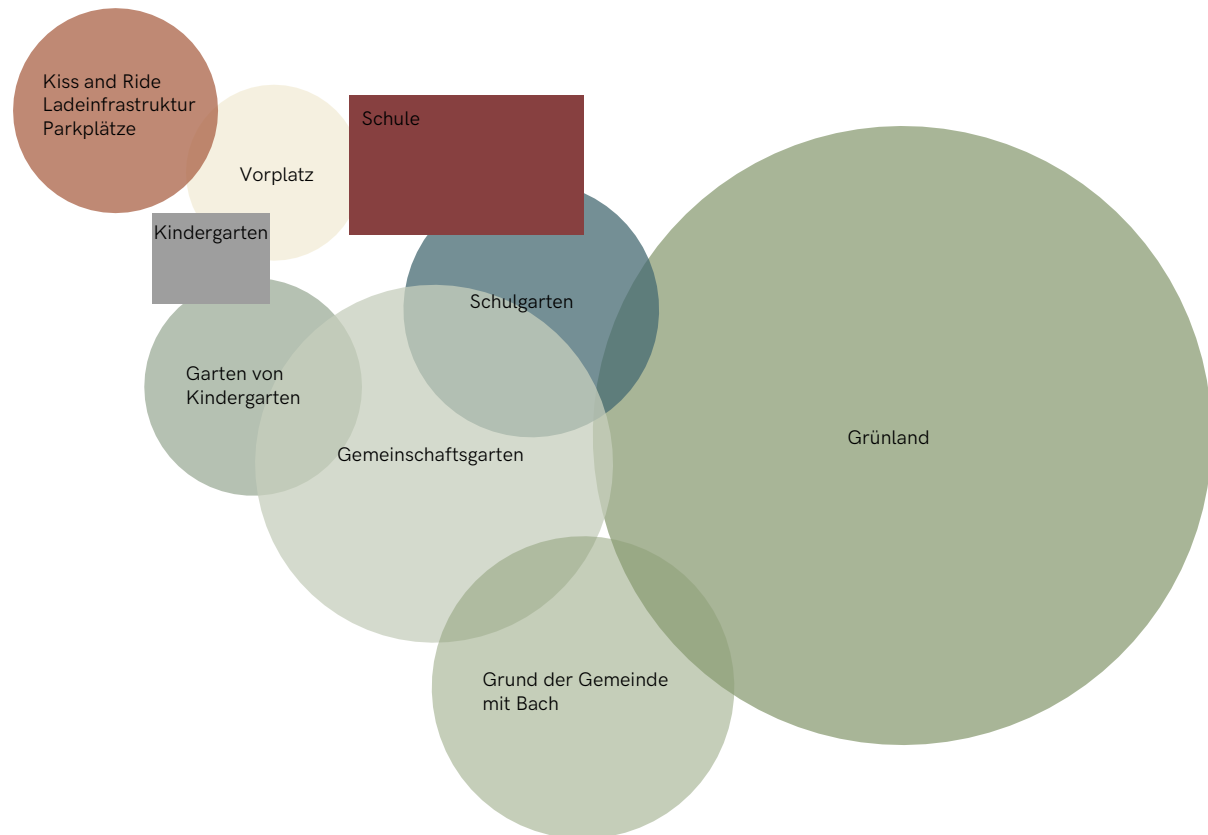 Kiss and Ride
Ladeinfrastruktur
Parkplätze
Schule
Vorplatz
Kindergarten
Schulgarten
Garten von
Kindergarten
Gemeinschaftsgarten
Grünland
Grund der Gemeinde
mit Bach